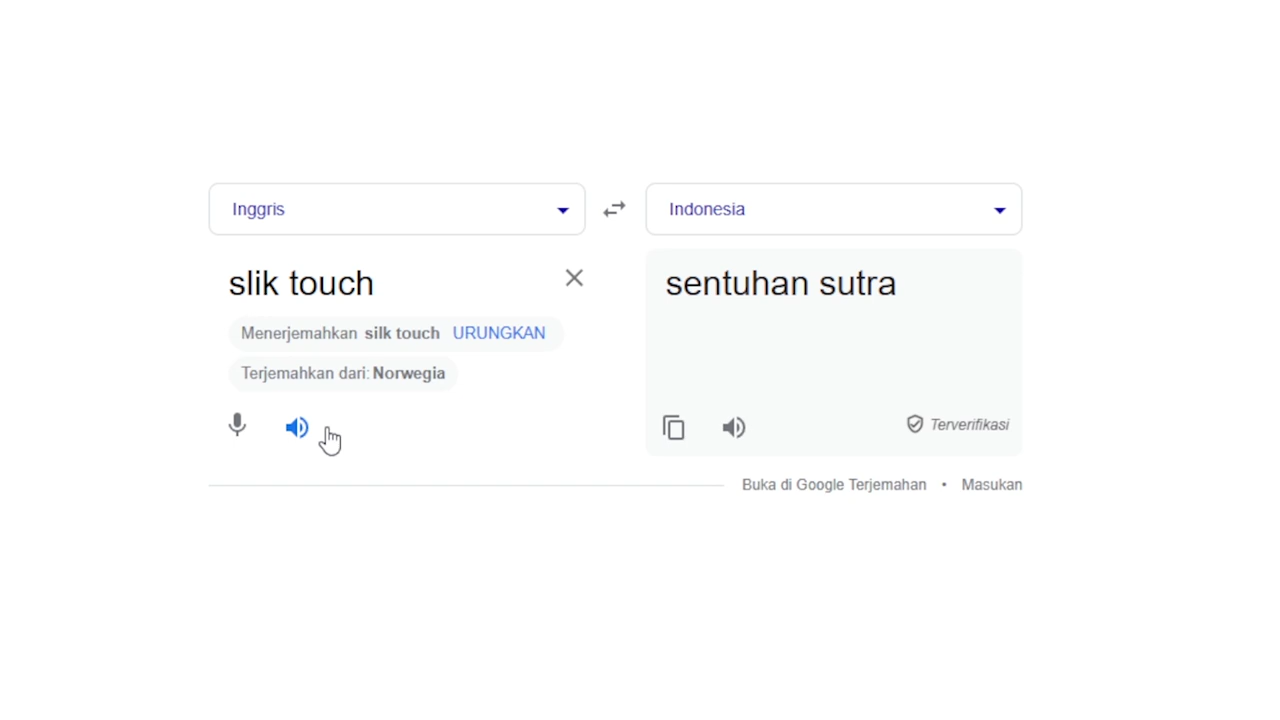 Inggris
Indonesia
slik touch
sentuhan sutra
Menerjemahkan silk touch URUNGKAN
Terjemahkan dari: Norwegia
Terverifikasi
Buka di Google Terjemahan • Masukan